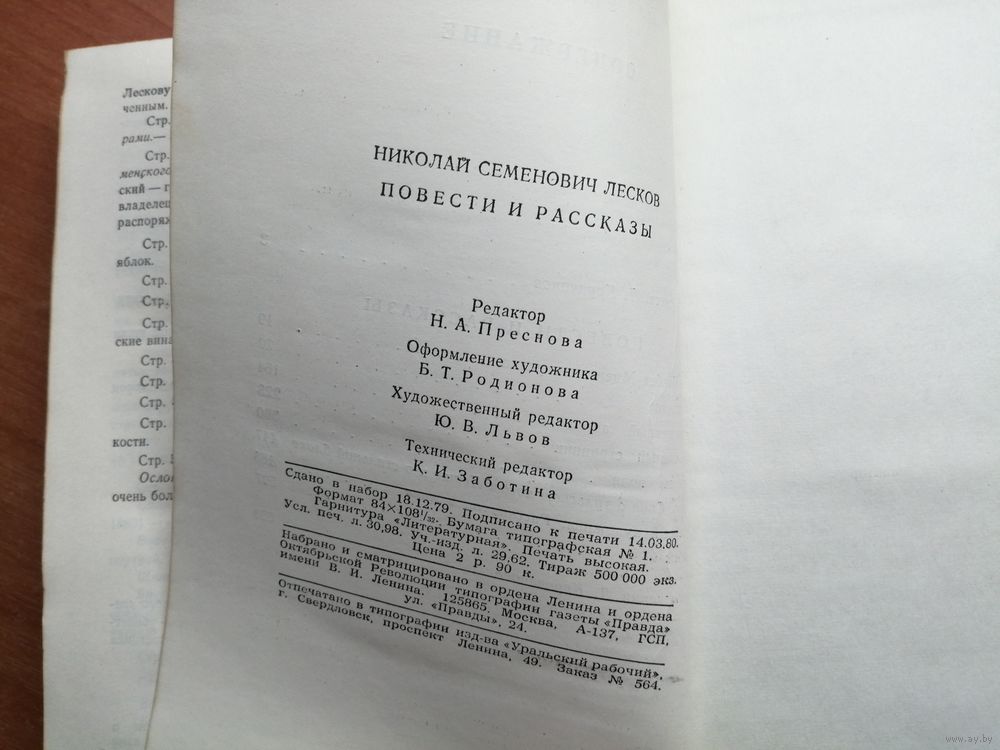 Лескову
ченным.
Стр.
рами.—
Стр.
менского
ский — г
владелец
распоряж
Стр.
яблок.
Стр.
Стр.
Стр.
ские вина
Стр.
Стр.
Стр.
Стр.
кости.
Стр.
Осло
очень бол
НИКОЛАЙ СЕМЕНОВИЧ ЛЕСКОВ
ПОВЕСТИ И РАССКАЗЫ
Редактор
Н. А. Преснова
Оформление художника
Б. Т. Родионова
Художественный редактор
Ю. В. Львов
Технический редактор
К. И. Заботина
Сдано в набор 18.12.79. Подписано к печати 14.03.80.
Формат 84×108¹/₃₂. Бумага типографская № 1.
Гарнитура «Литературная». Печать высокая.
Усл. печ. л. 30,98. Уч.-изд. л. 29,62. Тираж 500 000 экз.
Цена 2 р. 90 к.
Набрано и сматрицировано в ордена Ленина и ордена
Октябрьской Революции типографии газеты «Правда»
имени В. И. Ленина. 125865, Москва, А-137, ГСП,
ул. «Правды», 24.
Отпечатано в типографии изд-ва «Уральский рабочий»,
г. Свердловск, проспект Ленина, 49. Заказ № 564.
www.ay.by